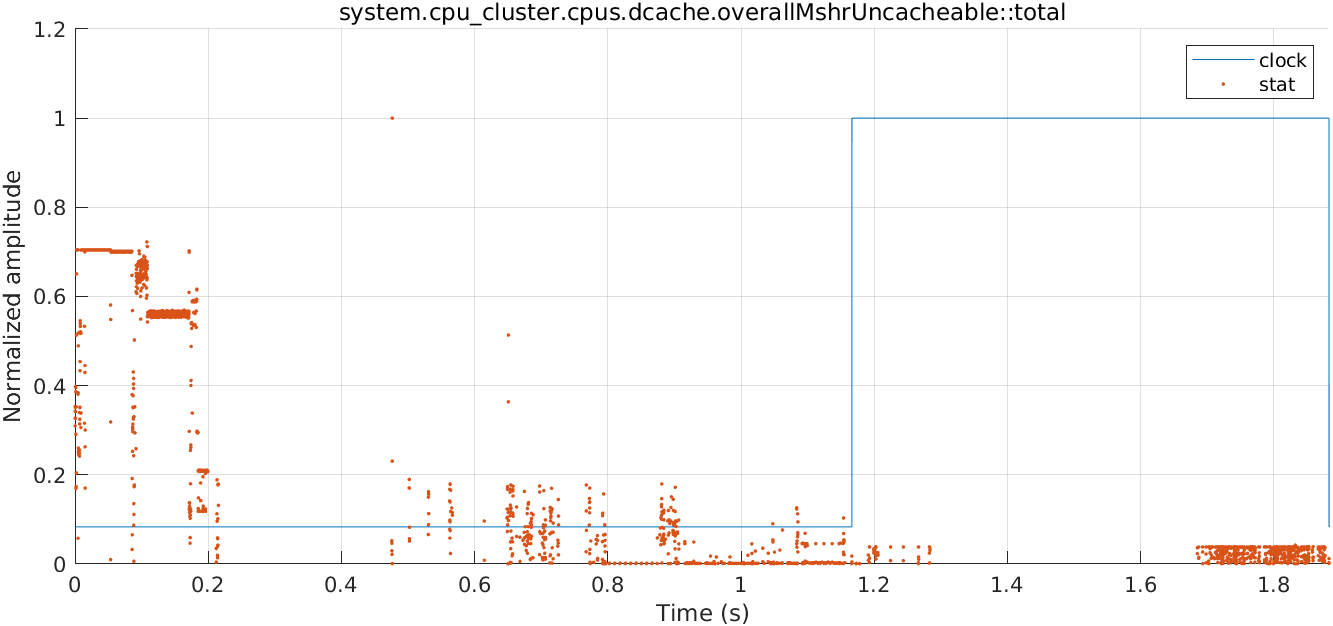 system.cpu_cluster.cpus.dcache.overallMshrUncacheable::total
1.2
1
0.8
0.6
0.4
0.2
0
Normalized amplitude
clock
stat
0 0.2 0.4 0.6 0.8 1 1.2 1.4 1.6 1.8
Time (s)